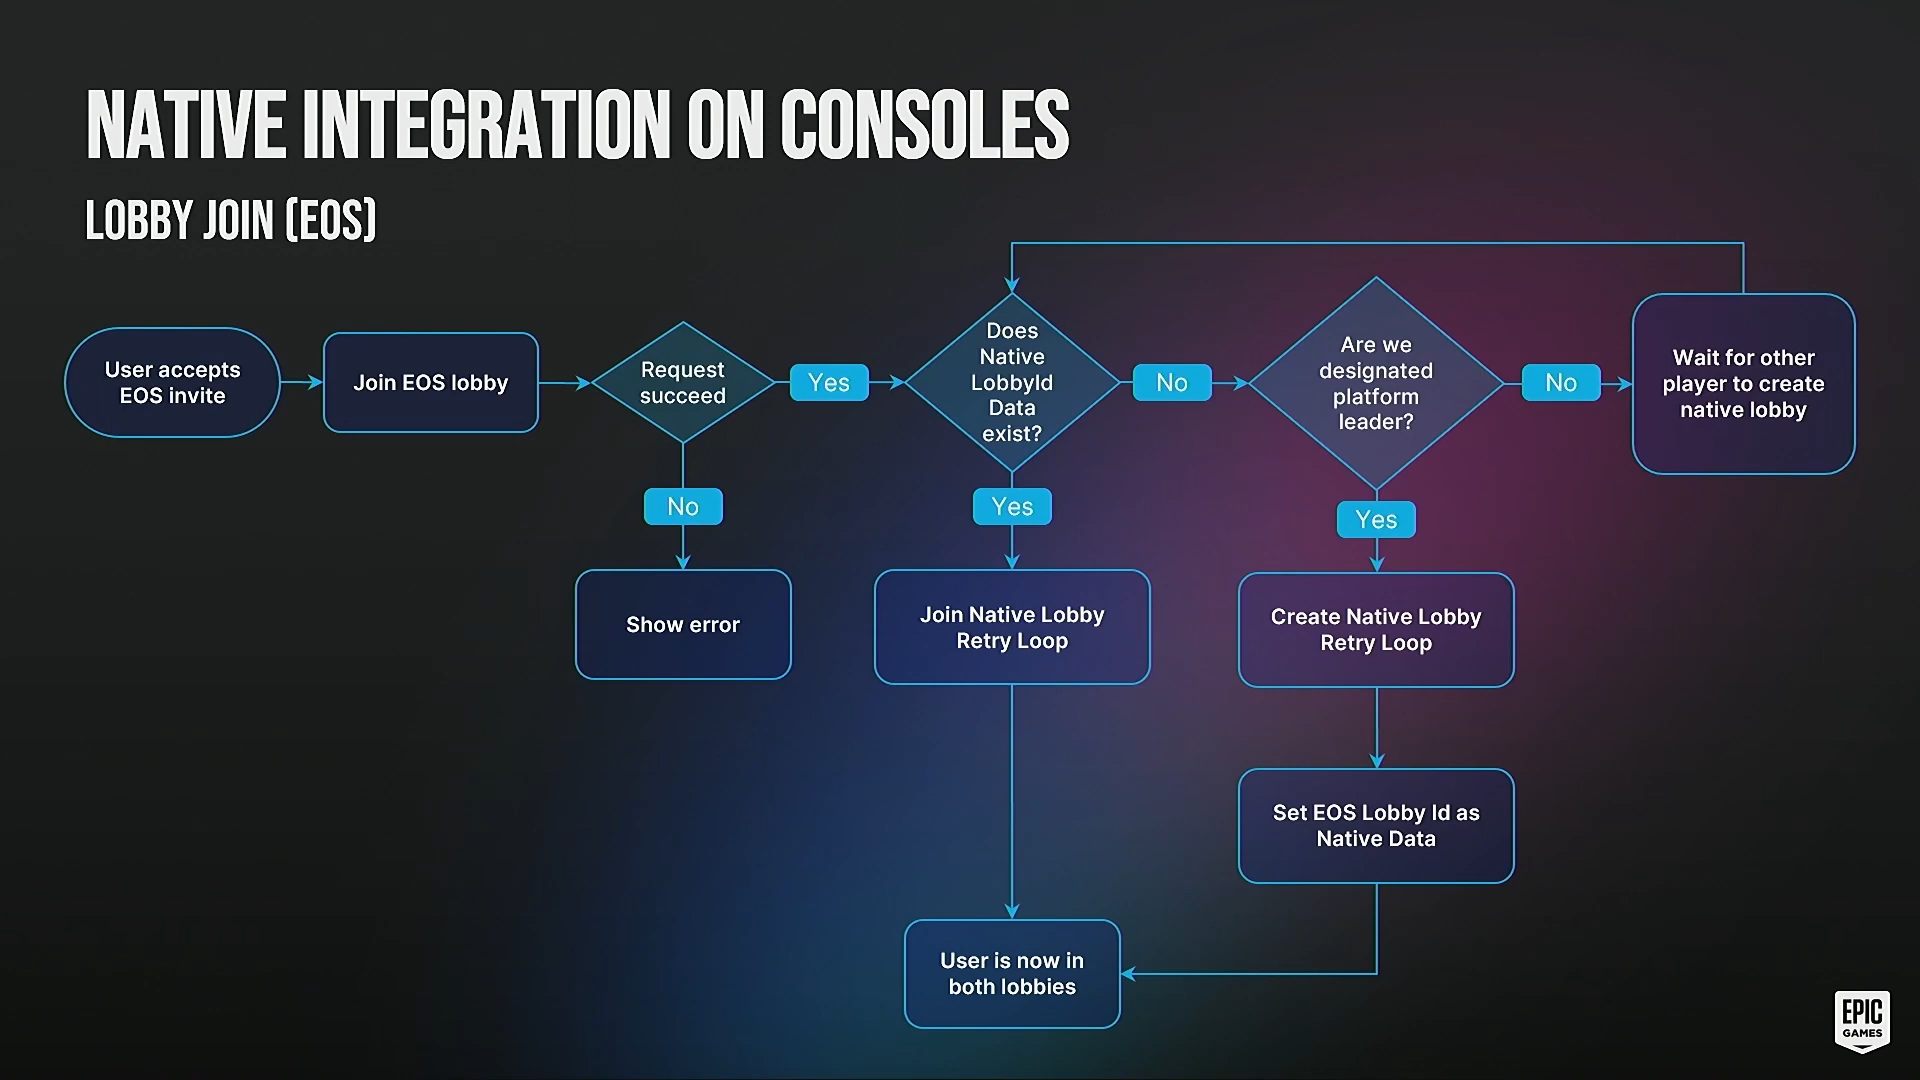 NATIVE INTEGRATION ON CONSOLES
LOBBY JOIN (EOS)
User accepts
EOS invite
Join EOS lobby
Request
succeed
Yes
Does
Native
LobbyId
Data
exist?
No
Are we
designated
platform
leader?
No
Wait for other
player to create
native lobby
No
Yes
Yes
Show error
Join Native Lobby
Retry Loop
Create Native Lobby
Retry Loop
Set EOS Lobby Id as
Native Data
User is now in
both lobbies
EPIC
GAMES